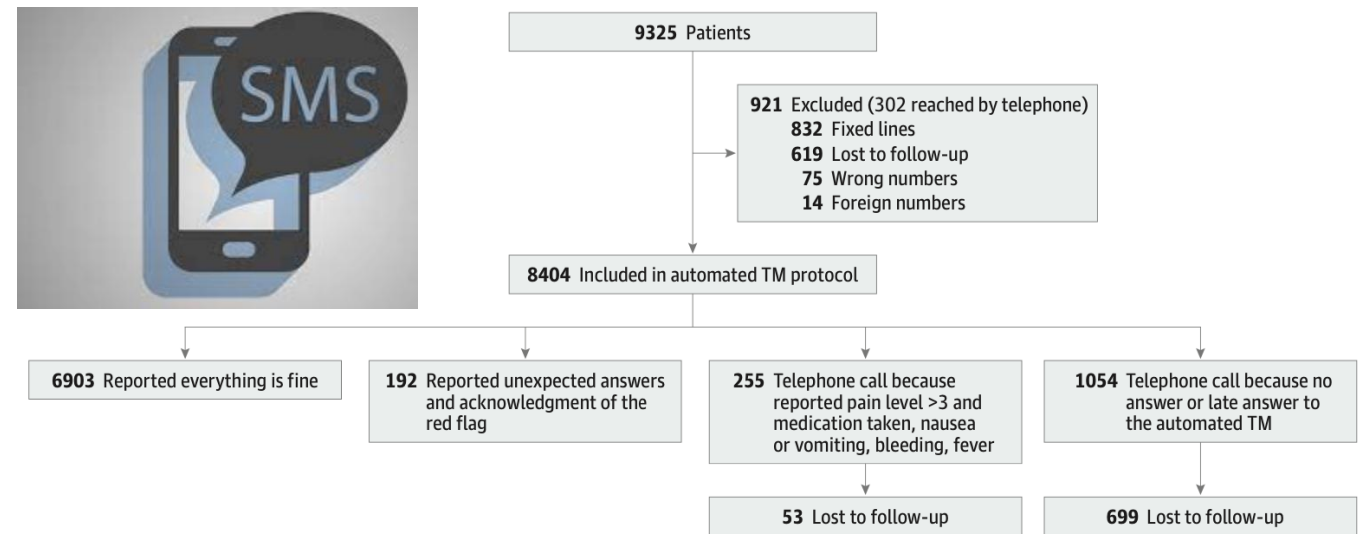 SMS
9325 Patients
921 Excluded (302 reached by telephone)
832 Fixed lines
619 Lost to follow-up
75 Wrong numbers
14 Foreign numbers
8404 Included in automated TM protocol
6903 Reported everything is fine
192 Reported unexpected answers
and acknowledgment of the
red flag
255 Telephone call because
reported pain level >3 and
medication taken, nausea
or vomiting, bleeding, fever
1054 Telephone call because no
answer or late answer to
the automated TM
53 Lost to follow-up
699 Lost to follow-up